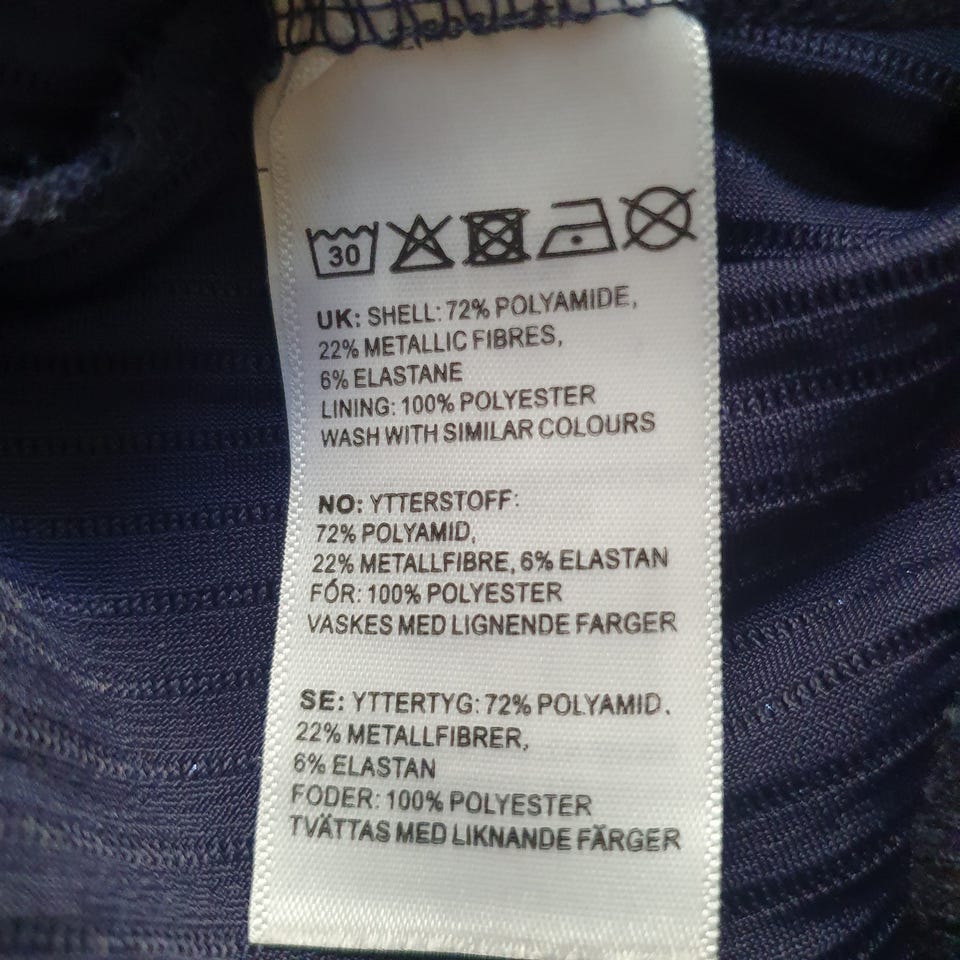 30
UK: SHELL: 72% POLYAMIDE,
22% METALLIC FIBRES,
6% ELASTANE
LINING: 100% POLYESTER
WASH WITH SIMILAR COLOURS
NO: YTTERSTOFF:
72% POLYAMID,
22% METALLFIBRE, 6% ELASTAN
FÓR: 100% POLYESTER
VASKES MED LIGNENDE FARGER
SE: YTTERTYG: 72% POLYAMID.
22% METALLFIBRER,
6% ELASTAN
FODER: 100% POLYESTER
TVÄTTAS MED LIKNANDE FÄRGER